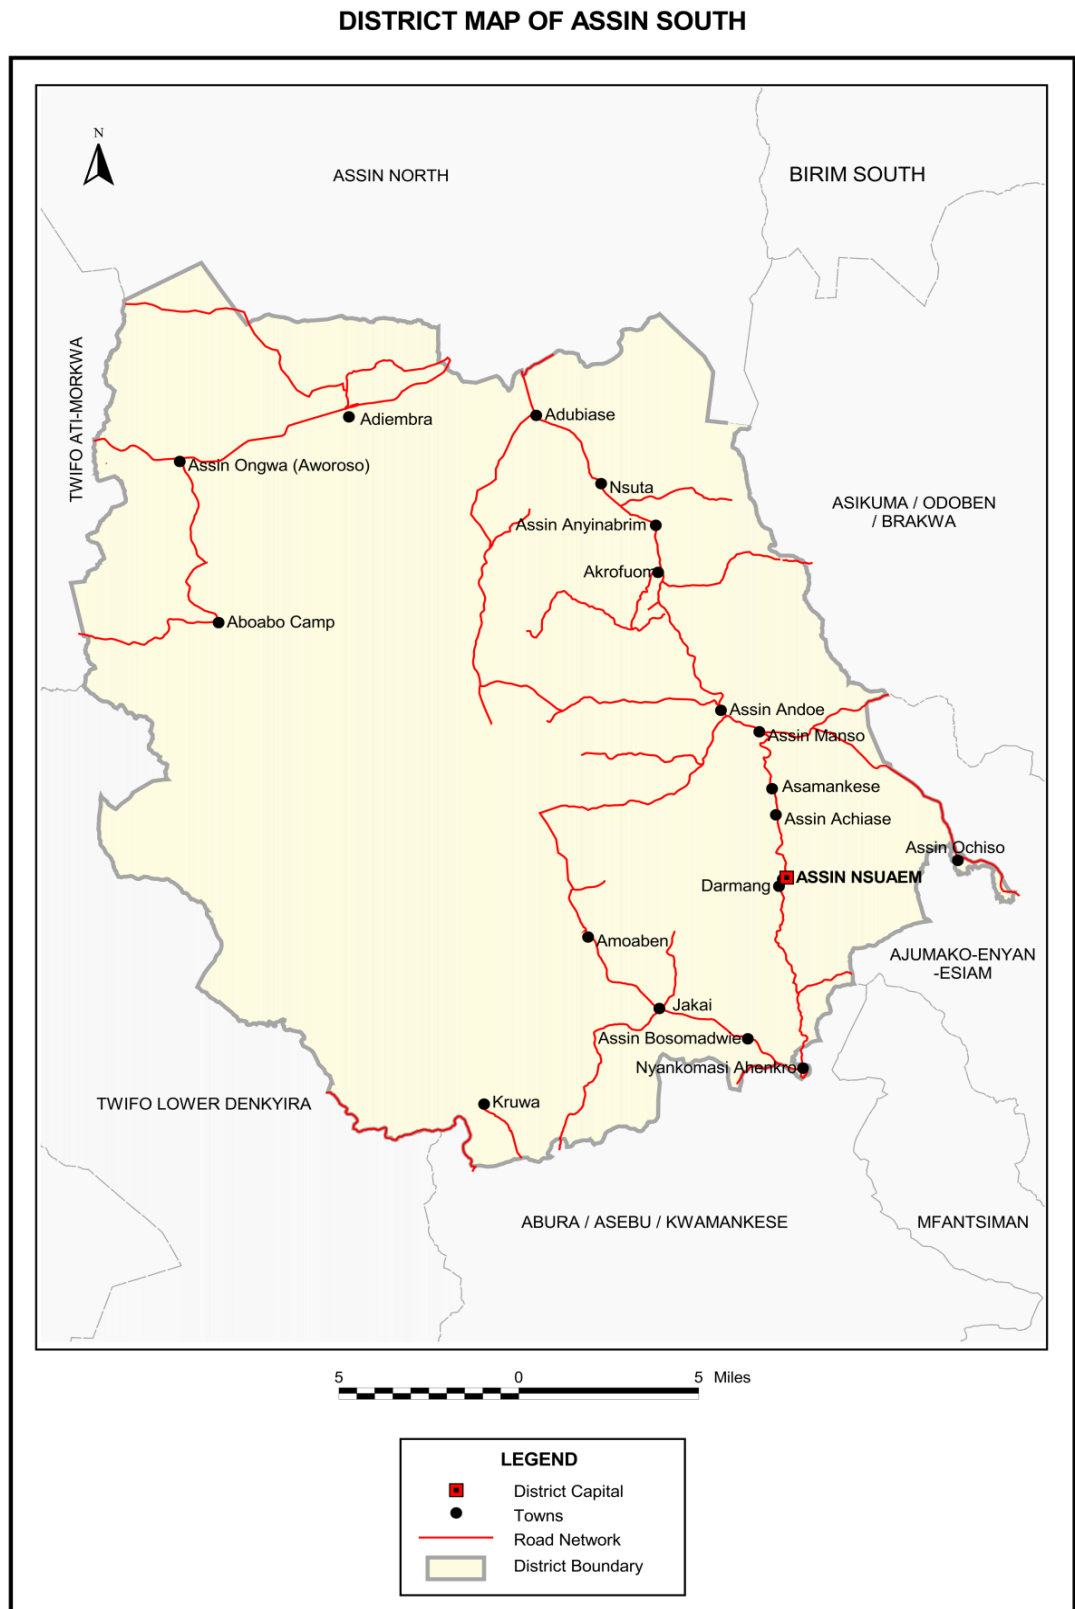 DISTRICT MAP OF ASSIN SOUTH
N
ASSIN NORTH
BIRIM SOUTH
TWIFO ATI-MORKWA
Adiembra
Adubiase
Assin Ongwa (Aworoso)
Nsuta
ASIKUMA / ODOBEN
/ BRAKWA
Assin Anyinabrim
Akrofuom
Aboabo Camp
Assin Andoe
Assin Manso
Asamankese
Assin Achiase
Assin Ochiso
ASSIN NSUAEM
Darmang
Amoaben
AJUMAKO-ENYAN
-ESIAM
Jakai
Assin Bosomadwie
Nyankomasi Ahenkro
Kruwa
TWIFO LOWER DENKYIRA
ABURA / ASEBU / KWAMANKESE
MFANTSIMAN
5 0 5 Miles
LEGEND
District Capital
Towns
Road Network
District Boundary